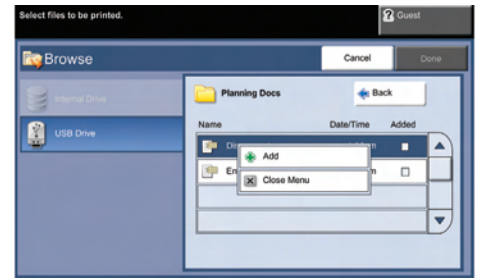 Select files to be printed.
Guest
Browse
Cancel
Done
Internal Drive
USB Drive
Planning Docs
Back
Name Date/Time Added
Add
Close Menu